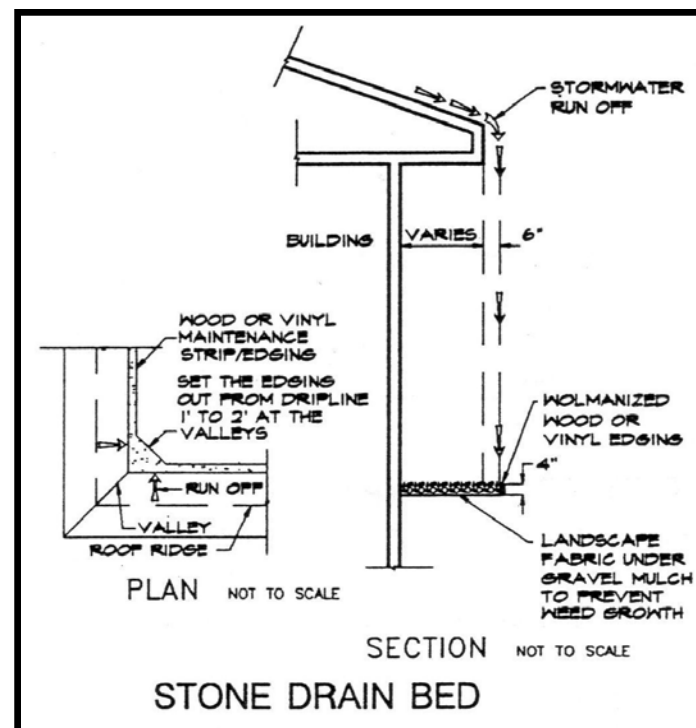 STORMWATER
RUN OFF
BUILDING
VARIES
6"
WOOD OR VINYL
MAINTENANCE
STRIP/EDGING
SET THE EDGING
OUT FROM DRIPLINE
1' TO 2' AT THE
VALLEYS
RUN OFF
VALLEY
ROOF RIDGE
PLAN NOT TO SCALE
WOLMANIZED
WOOD OR
VINYL EDGING
4"
LANDSCAPE
FABRIC UNDER
GRAVEL MULCH
TO PREVENT
WEED GROWTH
SECTION NOT TO SCALE
STONE DRAIN BED